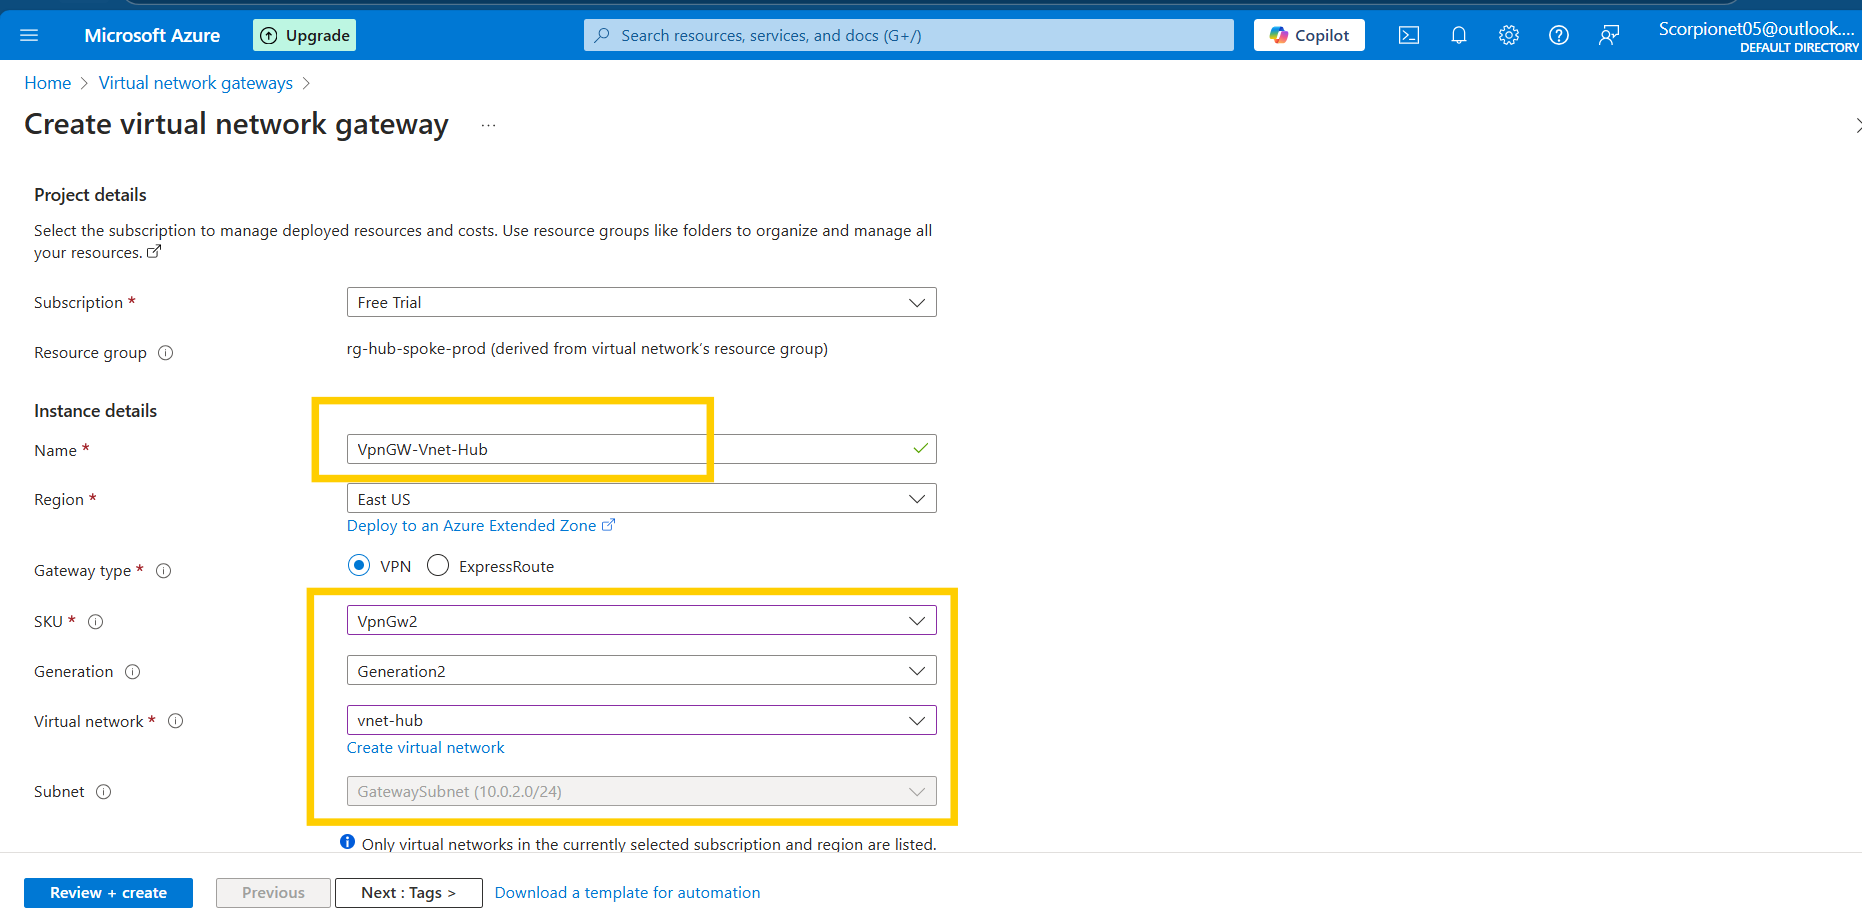 Microsoft Azure
Upgrade
Search resources, services, and docs (G+/)
Copilot
Scorpionet05@outlook....
DEFAULT DIRECTORY
Home > Virtual network gateways >
Create virtual network gateway ...
Project details
Select the subscription to manage deployed resources and costs. Use resource groups like folders to organize and manage all
your resources.
Subscription * Free Trial
Resource group rg-hub-spoke-prod (derived from virtual network's resource group)
Instance details
Name * VpnGW-Vnet-Hub
Region * East US
Deploy to an Azure Extended Zone
Gateway type * VPN ExpressRoute
SKU * VpnGw2
Generation Generation2
Virtual network * vnet-hub
Create virtual network
Subnet GatewaySubnet (10.0.2.0/24)
Only virtual networks in the currently selected subscription and region are listed.
Review + create
Previous
Next : Tags >
Download a template for automation